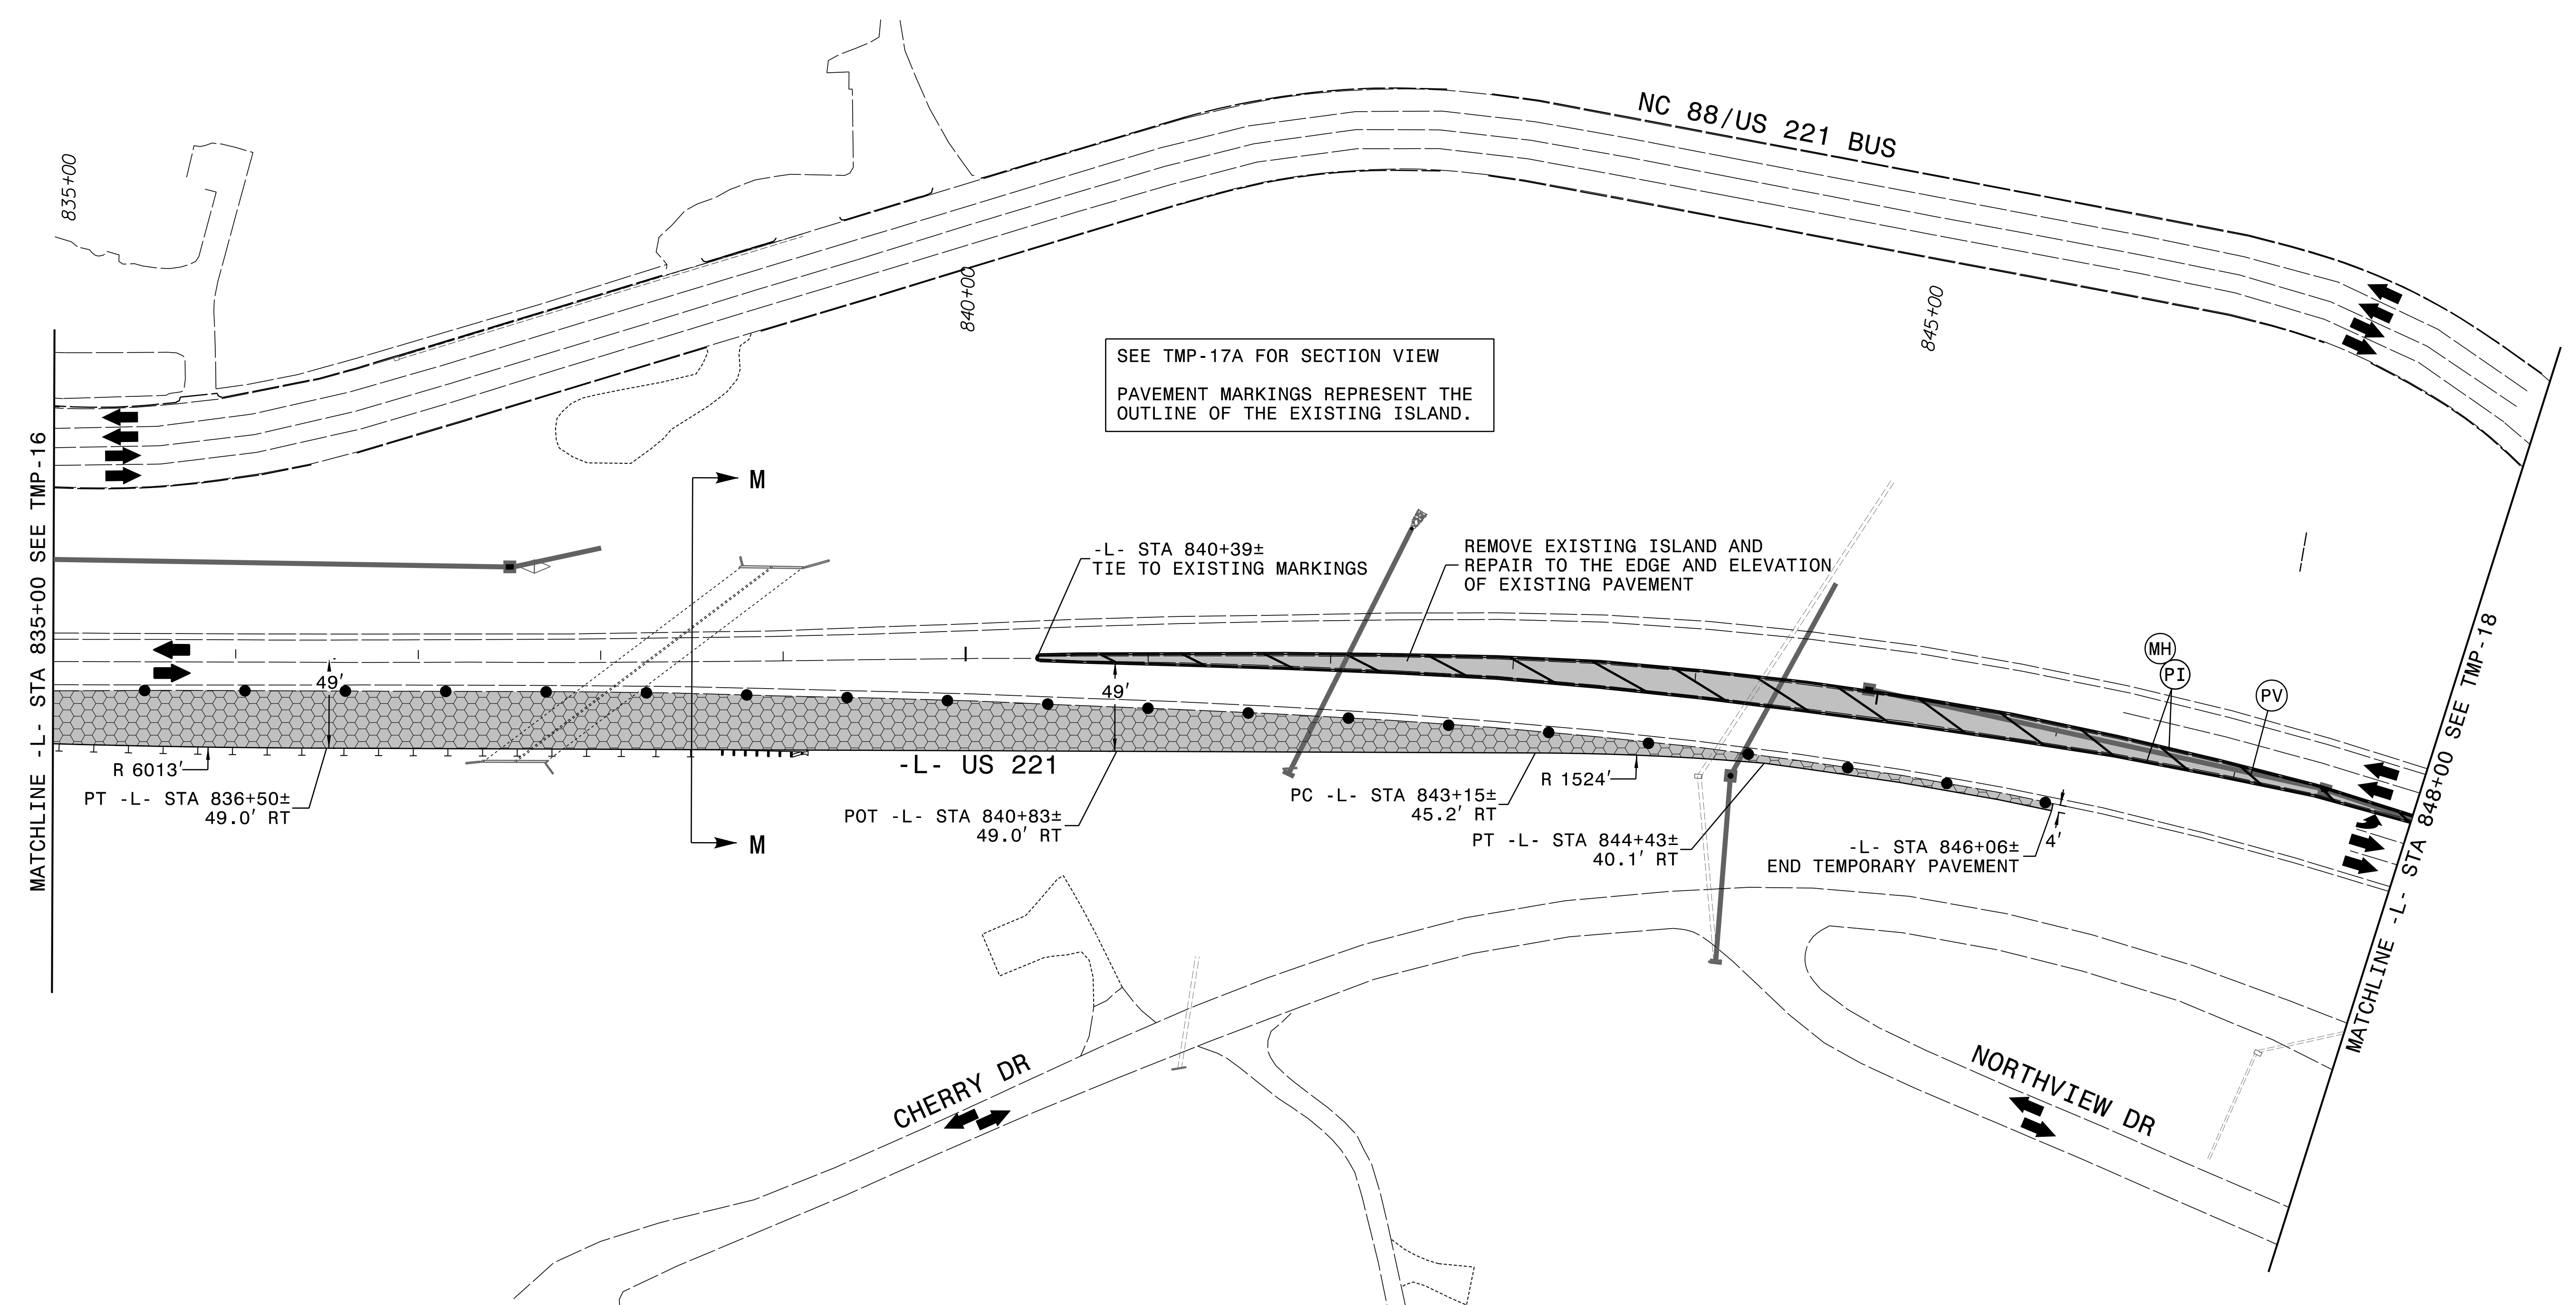 NC 88/US 221 BUS
835+00
840+00
845+00
SEE TMP-17A FOR SECTION VIEW
PAVEMENT MARKINGS REPRESENT THE
OUTLINE OF THE EXISTING ISLAND.
MATCHLINE -L- STA 835+00 SEE TMP-16
M
-L- STA 840+39±
TIE TO EXISTING MARKINGS
REMOVE EXISTING ISLAND AND
REPAIR TO THE EDGE AND ELEVATION
OF EXISTING PAVEMENT
MH
PI
PV
49'
49'
R 6013'
PT -L- STA 836+50±
49.0' RT
-L- US 221
POT -L- STA 840+83±
49.0' RT
R 1524'
PC -L- STA 843+15±
45.2' RT
PT -L- STA 844+43±
40.1' RT
4'
-L- STA 846+06±
END TEMPORARY PAVEMENT
M
MATCHLINE -L- STA 848+00 SEE TMP-18
CHERRY DR
NORTHVIEW DR